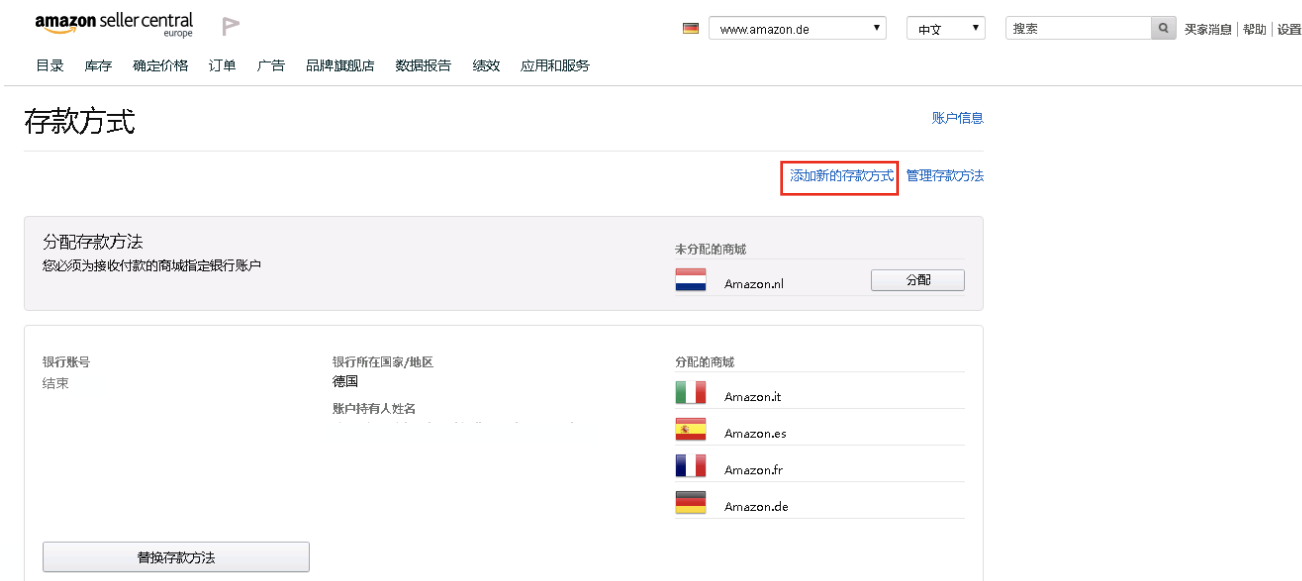 amazon seller central
europe
www.amazon.de
中文
搜索
买家消息 | 帮助 | 设置
目录 库存 确定价格 订单 广告 品牌旗舰店 数据报告 绩效 应用和服务
存款方式
账户信息
添加新的存款方式 管理存款方法
分配存款方法
您必须为接收付款的商城指定银行账户
未分配的商城
Amazon.nl
分配
银行账号
结束
银行所在国家/地区
德国
账户持有人姓名
分配的商城
Amazon.it
Amazon.es
Amazon.fr
Amazon.de
替换存款方法